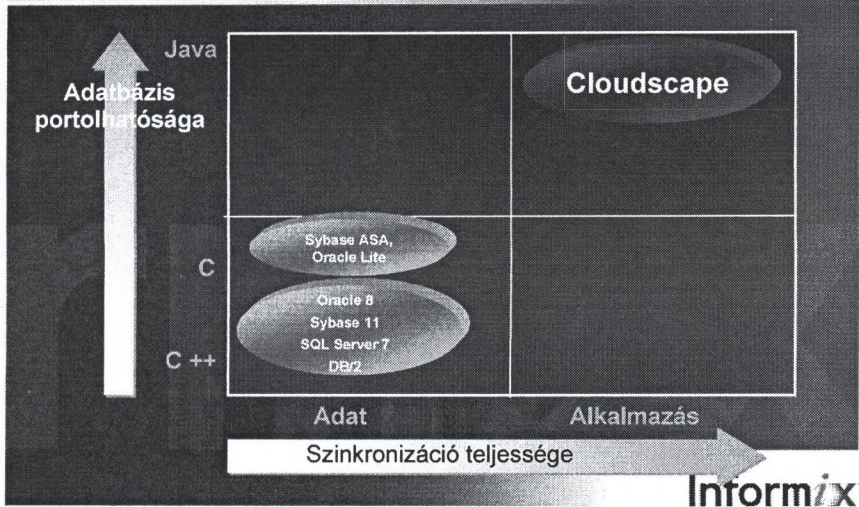 Java
Adatbázis
portolhatósága
Cloudscape
Sybase ASA,
Oracle Lite
C
Oracle 8
Sybase 11
SQL Server 7
DB/2
C ++
Adat
Alkalmazás
Szinkronizáció teljessége
Informix